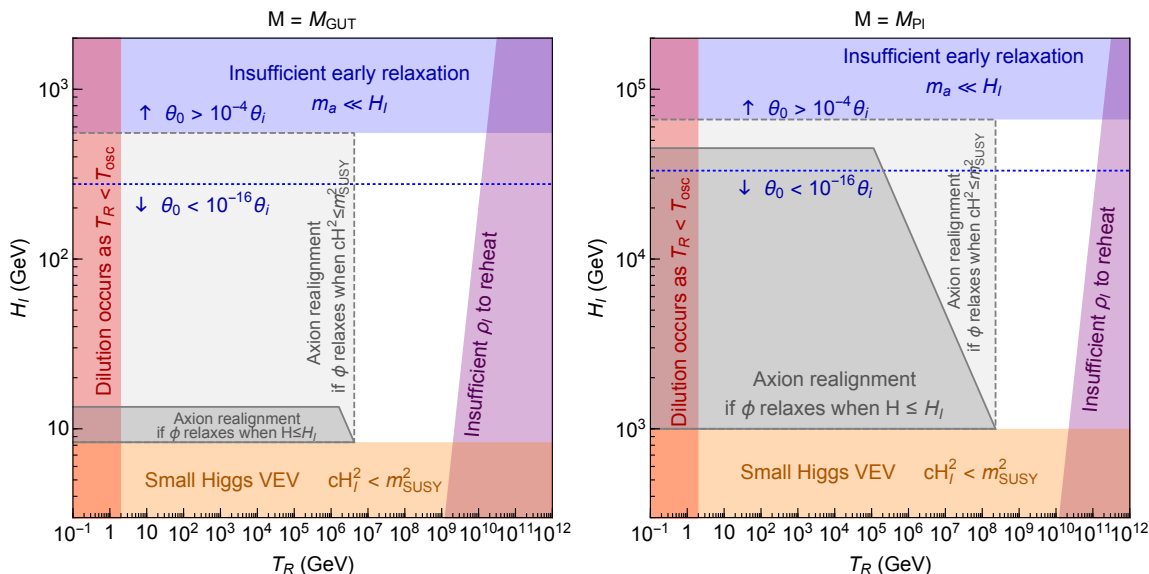 M = M_GUT
Insufficient early relaxation
m_a ≪ H_I
↑ θ_0 > 10^-4 θ_i
↓ θ_0 < 10^-16 θ_i
Dilution occurs as T_R < T_osc
Axion realignment
if ϕ relaxes when cH^2 ≤ m^2_SUSY
Insufficient ρ_I to reheat
Axion realignment
if ϕ relaxes when H≤H_I
Small Higgs VEV cH_I^2 < m^2_SUSY
H_I (GeV)
10^3
10^2
10
10^-1 1 10 10^2 10^3 10^4 10^5 10^6 10^7 10^8 10^9 10^10 10^11 10^12
T_R (GeV)
M = M_Pl
Insufficient early relaxation
m_a ≪ H_I
↑ θ_0 > 10^-4 θ_i
↓ θ_0 < 10^-16 θ_i
Dilution occurs as T_R < T_osc
Axion realignment
if ϕ relaxes when cH^2 ≤ m^2_SUSY
Insufficient ρ_I to reheat
Axion realignment
if ϕ relaxes when H ≤ H_I
Small Higgs VEV cH_I^2 < m^2_SUSY
H_I (GeV)
10^5
10^4
10^3
10^-1 1 10 10^2 10^3 10^4 10^5 10^6 10^7 10^8 10^9 10^10 10^11 10^12
T_R (GeV)